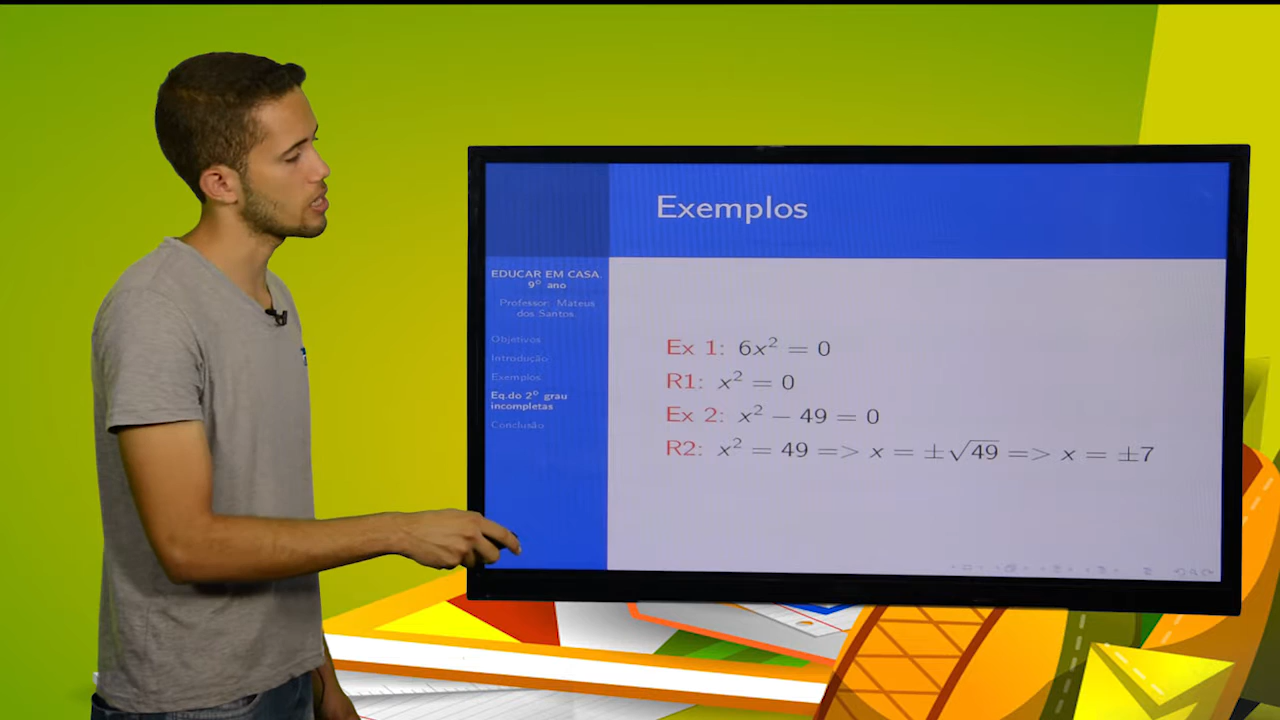 Exemplos
EDUCAR EM CASA.
9º ano
Professor: Mateus
dos Santos.
Objetivos
Introdução
Exemplos
Eq.do 2º grau
incompletas
Conclusão
Ex 1: 6x² = 0
R1: x² = 0
Ex 2: x² − 49 = 0
R2: x² = 49 => x = ±√49 => x = ±7